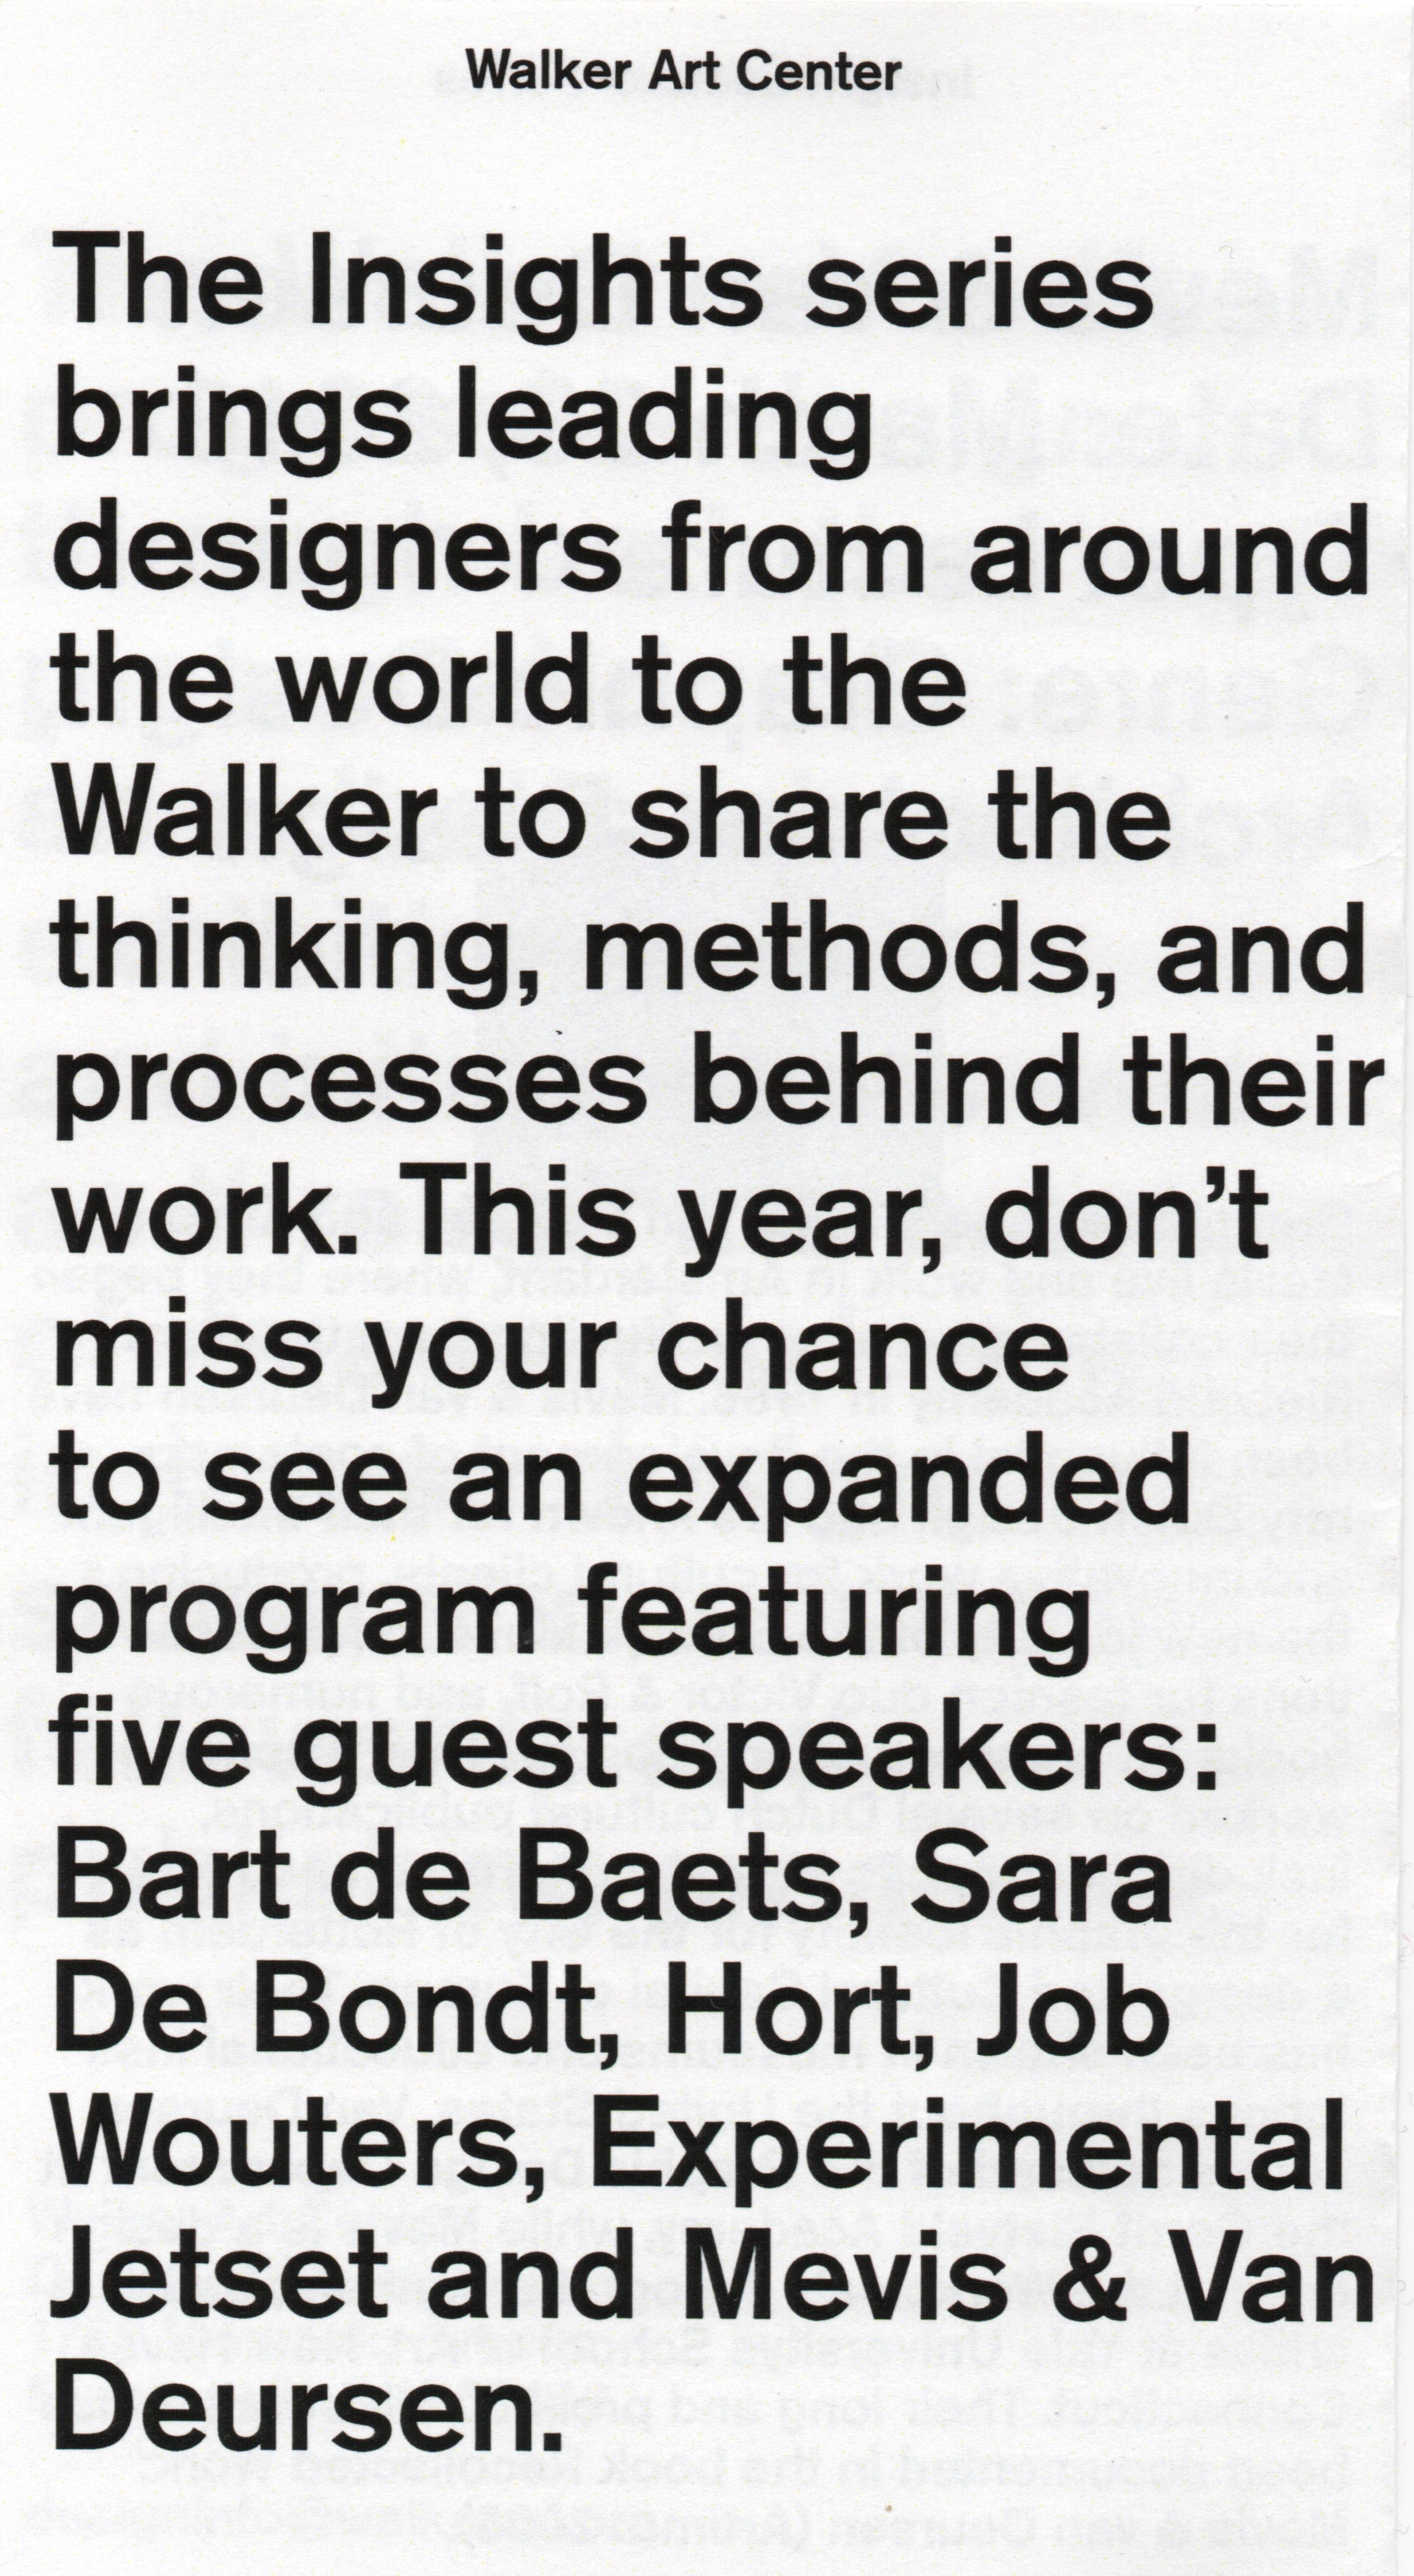 Walker Art Center
The Insights series
brings leading
designers from around
the world to the
Walker to share the
thinking, methods, and
processes behind their
work. This year, don’t
miss your chance
to see an expanded
program featuring
five guest speakers:
Bart de Baets, Sara
De Bondt, Hort, Job
Wouters, Experimental
Jetset and Mevis & Van
Deursen.